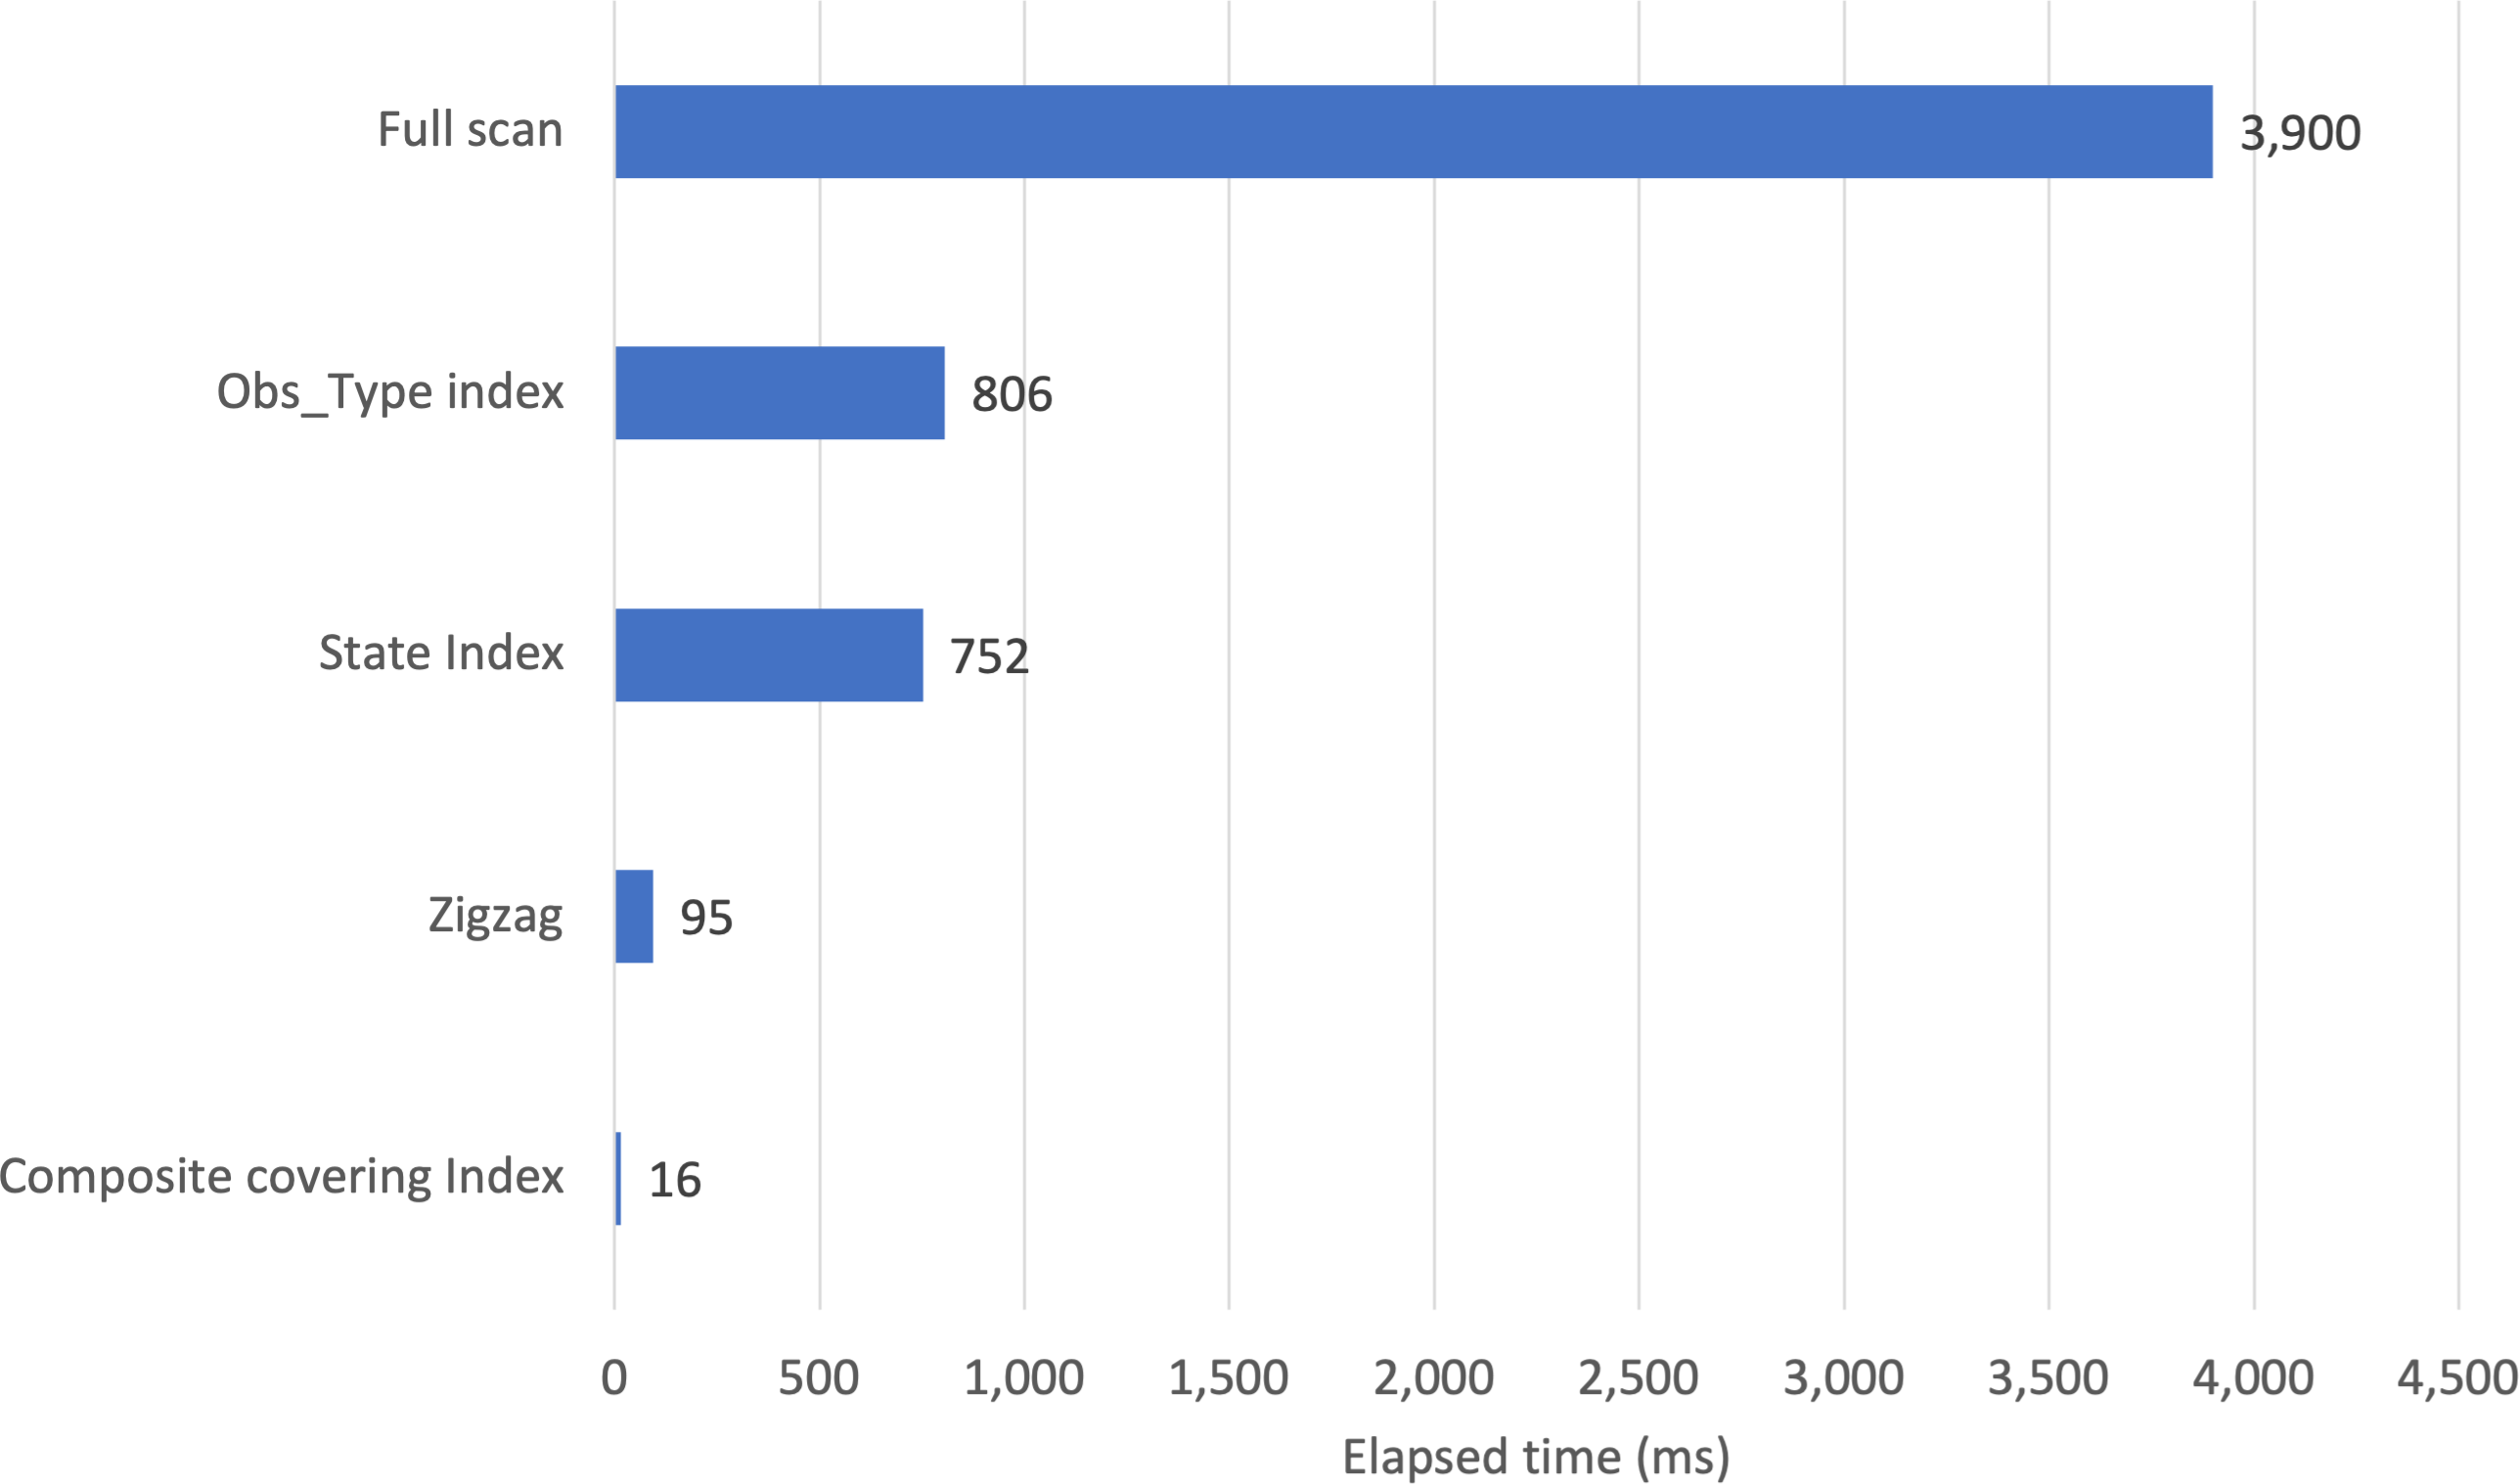 Full scan
3,900
Obs_Type index
806
State Index
752
Zigzag
95
Composite covering Index
16
0 500 1,000 1,500 2,000 2,500 3,000 3,500 4,000 4,500
Elapsed time (ms)